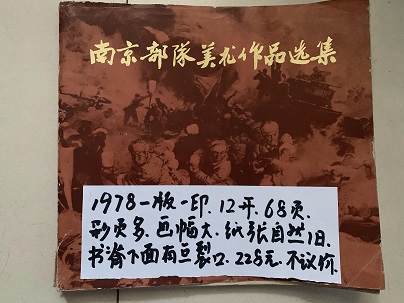 南京部隊美术作品选集
1978一版一印.12开.68页.
彩页多.画幅大.纸张自然旧.
书脊下面有三裂口.228元.不议价.